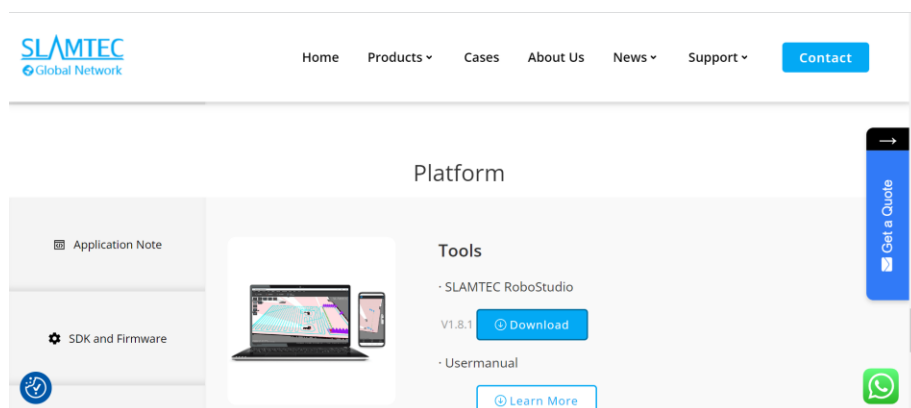 SLAMTEC
Global Network
Home Products Cases About Us News Support Contact
Platform
Get a Quote
Application Note
SDK and Firmware
Tools
· SLAMTEC RoboStudio
V1.8.1 Download
· Usermanual
Learn More